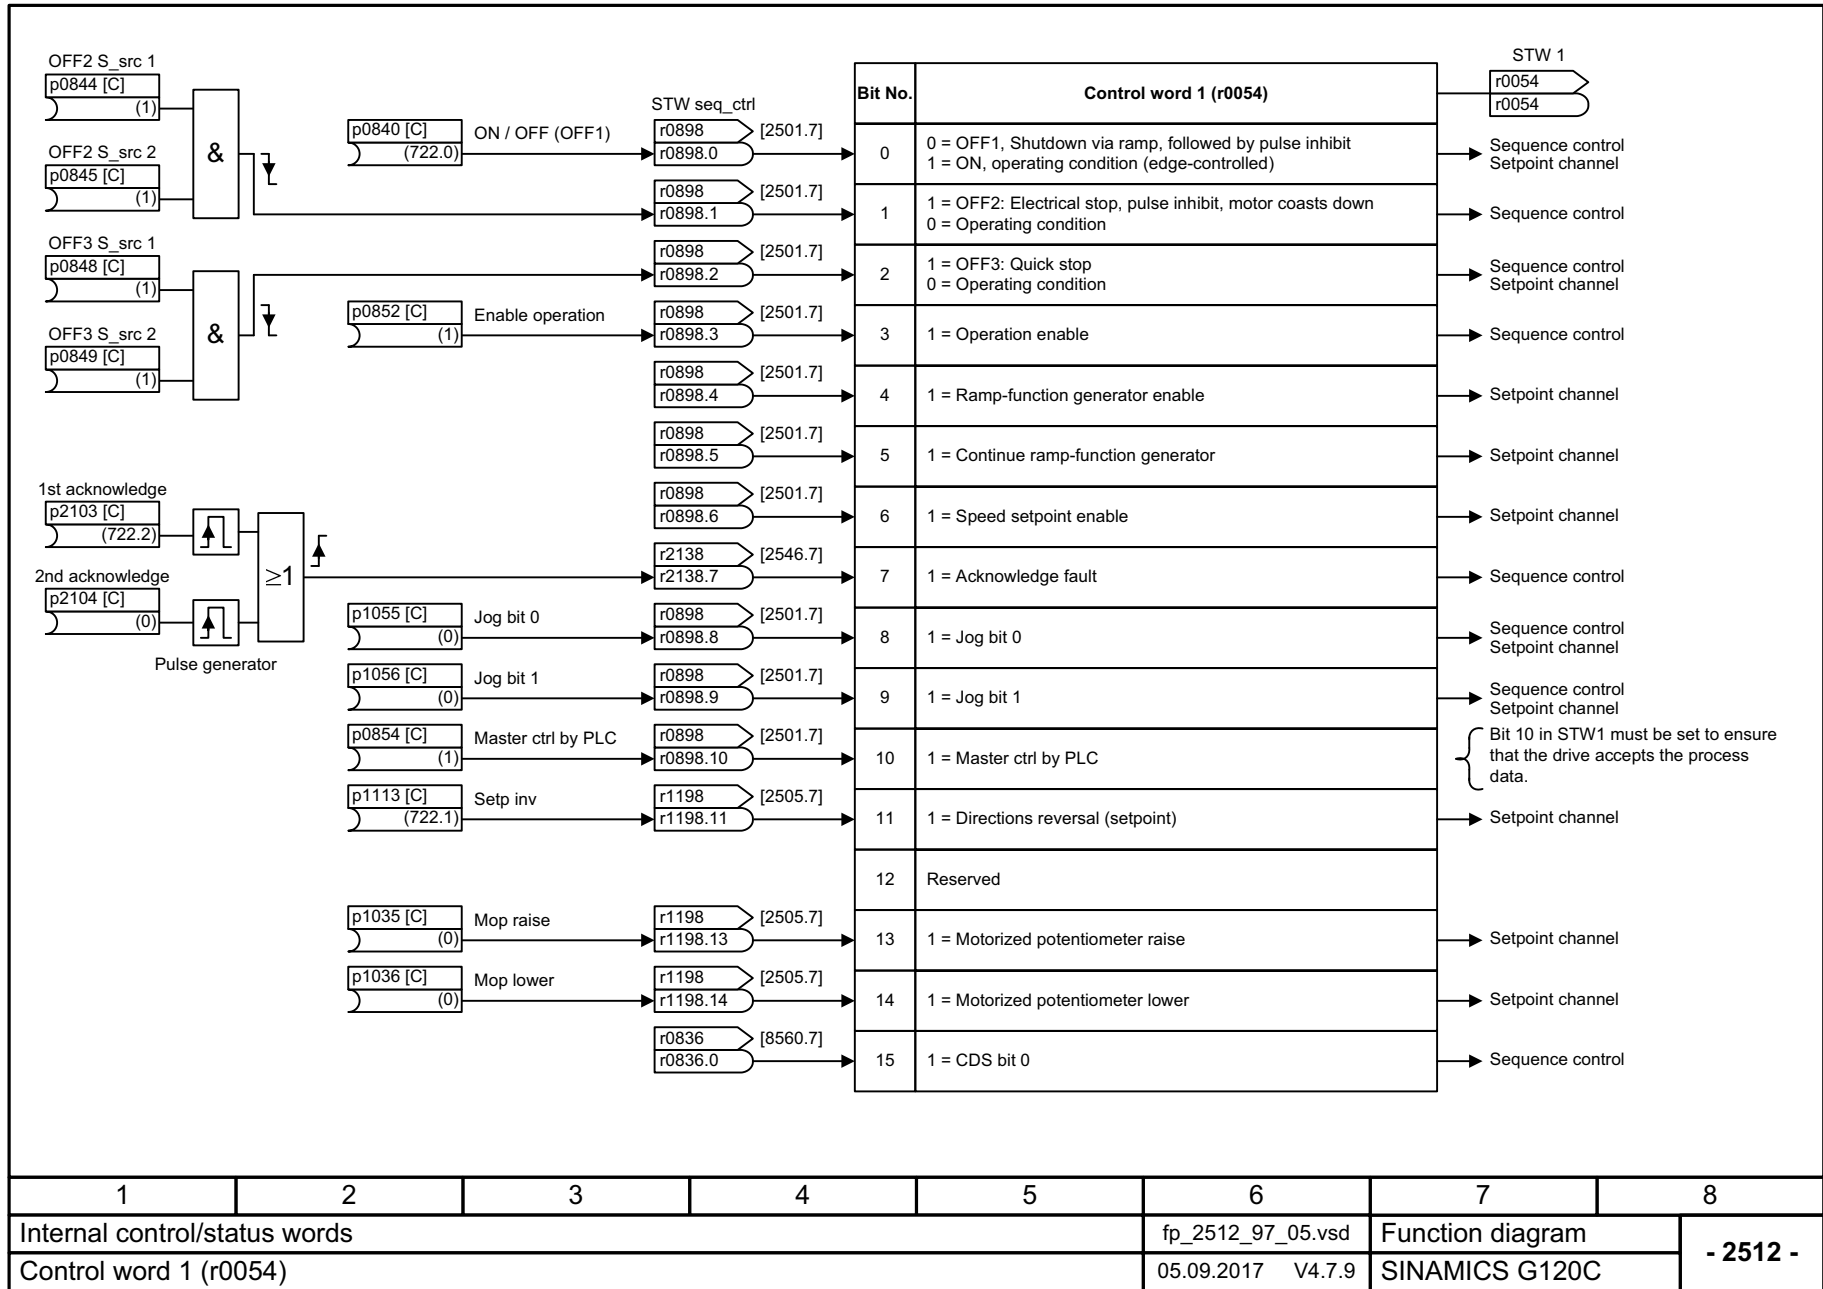 OFF2 S_src 1
p0844 [C]
(1)
OFF2 S_src 2
p0845 [C]
(1)
&
OFF3 S_src 1
p0848 [C]
(1)
OFF3 S_src 2
p0849 [C]
(1)
&
1st acknowledge
p2103 [C]
(722.2)
2nd acknowledge
p2104 [C]
(0)
≥1
Pulse generator
STW seq_ctrl
Bit No.
Control word 1 (r0054)
STW 1
r0054
r0054
p0840 [C]
(722.0)
ON / OFF (OFF1)
r0898
[2501.7]
r0898.0
0
0 = OFF1, Shutdown via ramp, followed by pulse inhibit
1 = ON, operating condition (edge-controlled)
Sequence control
Setpoint channel
r0898
[2501.7]
r0898.1
1
1 = OFF2: Electrical stop, pulse inhibit, motor coasts down
0 = Operating condition
Sequence control
r0898
[2501.7]
r0898.2
2
1 = OFF3: Quick stop
0 = Operating condition
Sequence control
Setpoint channel
p0852 [C]
(1)
Enable operation
r0898
[2501.7]
r0898.3
3
1 = Operation enable
Sequence control
r0898
[2501.7]
r0898.4
4
1 = Ramp-function generator enable
Setpoint channel
r0898
[2501.7]
r0898.5
5
1 = Continue ramp-function generator
Setpoint channel
r0898
[2501.7]
r0898.6
6
1 = Speed setpoint enable
Setpoint channel
r2138
[2546.7]
r2138.7
7
1 = Acknowledge fault
Sequence control
p1055 [C]
(0)
Jog bit 0
r0898
[2501.7]
r0898.8
8
1 = Jog bit 0
Sequence control
Setpoint channel
p1056 [C]
(0)
Jog bit 1
r0898
[2501.7]
r0898.9
9
1 = Jog bit 1
Sequence control
Setpoint channel
p0854 [C]
(1)
Master ctrl by PLC
r0898
[2501.7]
r0898.10
10
1 = Master ctrl by PLC
Bit 10 in STW1 must be set to ensure
that the drive accepts the process
data.
p1113 [C]
(722.1)
Setp inv
r1198
[2505.7]
r1198.11
11
1 = Directions reversal (setpoint)
Setpoint channel
12
Reserved
p1035 [C]
(0)
Mop raise
r1198
[2505.7]
r1198.13
13
1 = Motorized potentiometer raise
Setpoint channel
p1036 [C]
(0)
Mop lower
r1198
[2505.7]
r1198.14
14
1 = Motorized potentiometer lower
Setpoint channel
r0836
[8560.7]
r0836.0
15
1 = CDS bit 0
Sequence control
1 2 3 4 5 6 7 8
Internal control/status words
fp_2512_97_05.vsd
Function diagram
- 2512 -
Control word 1 (r0054)
05.09.2017 V4.7.9
SINAMICS G120C